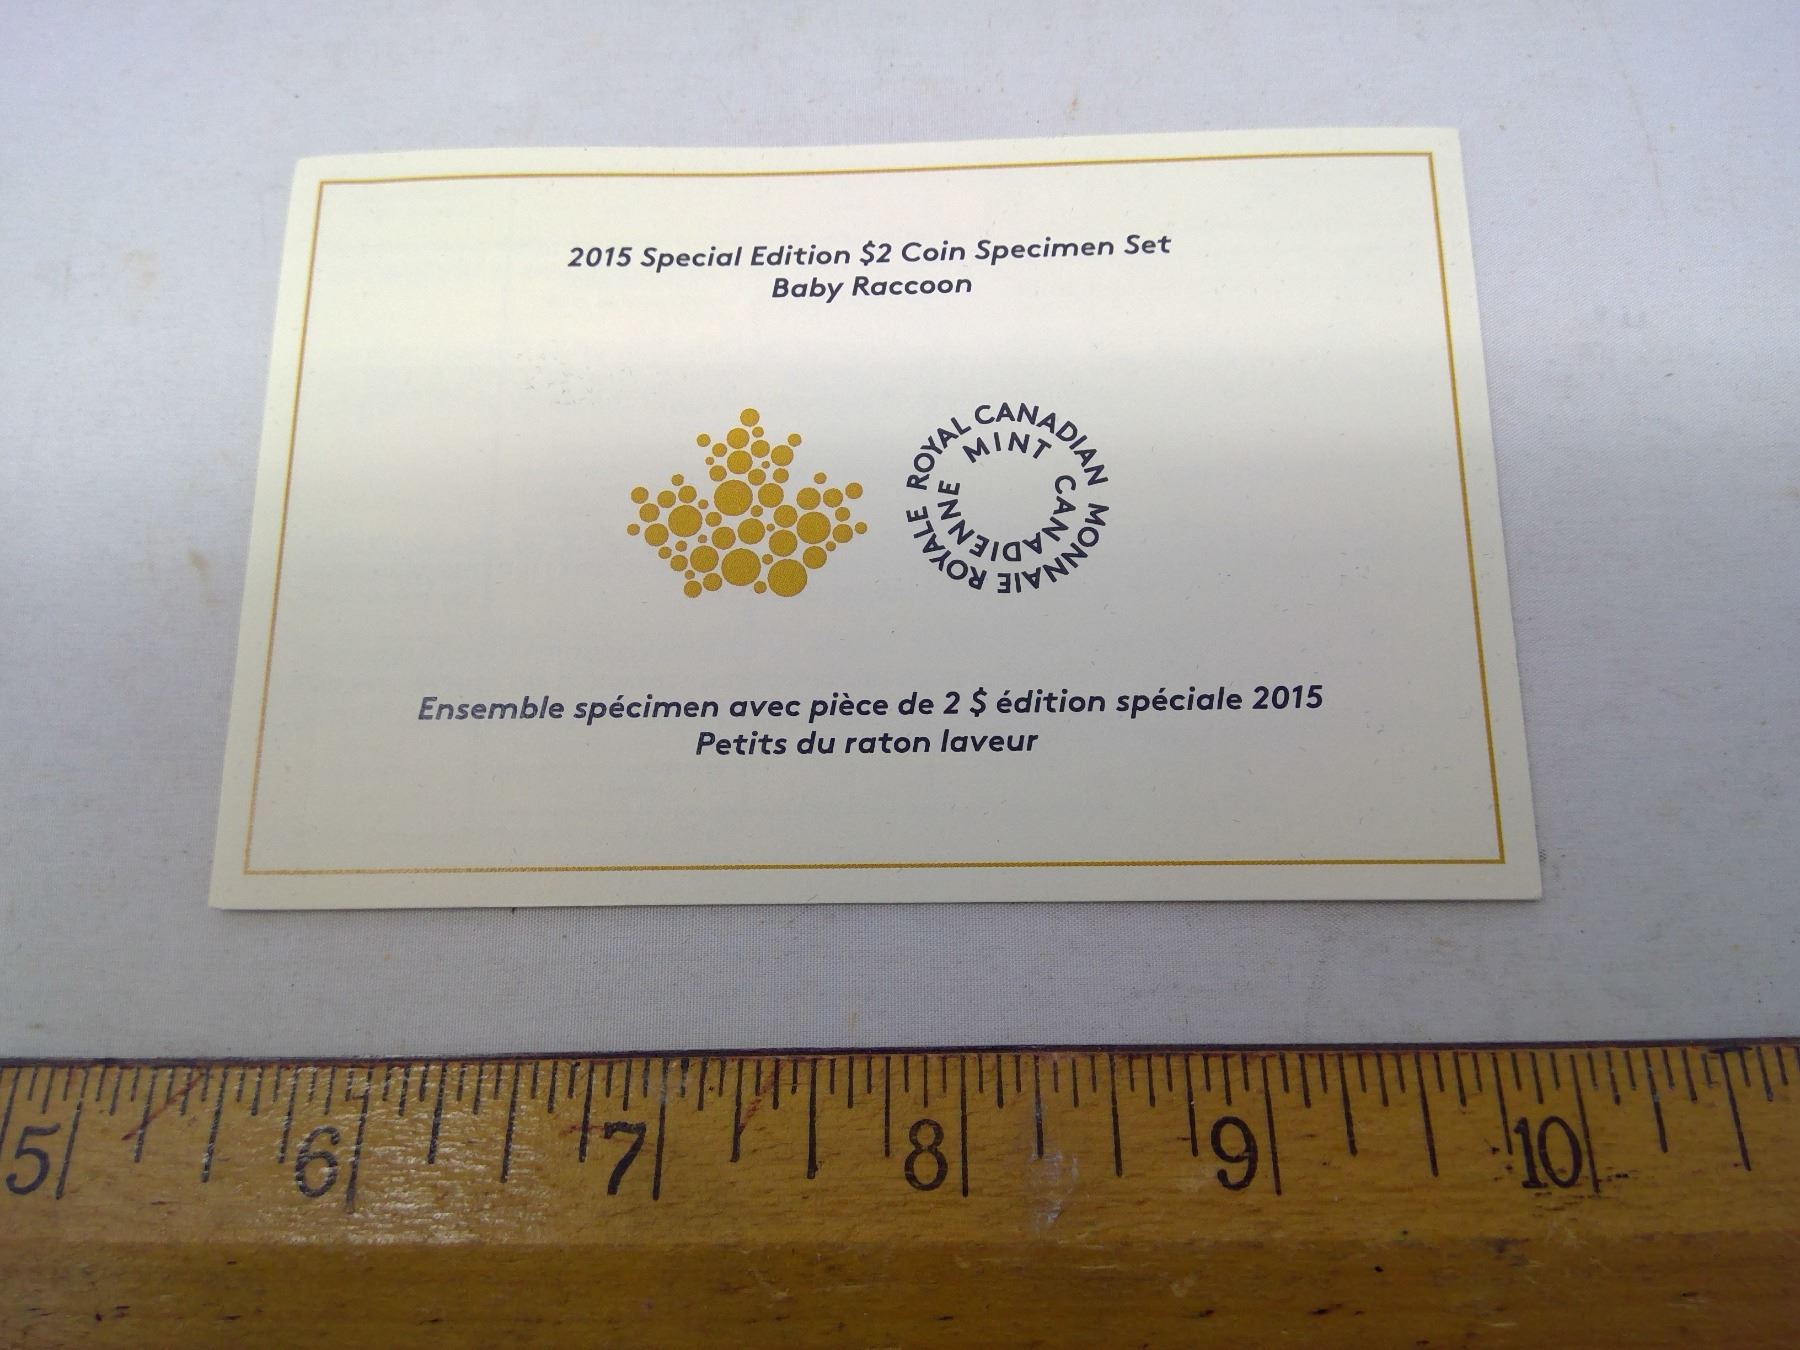 2015 Special Edition $2 Coin Specimen Set
Baby Raccoon
ROYAL CANADIAN MINT
MONNAIE ROYALE CANADIENNE
Ensemble spécimen avec pièce de 2 $ édition spéciale 2015
Petits du raton laveur
5 6 7 8 9 10